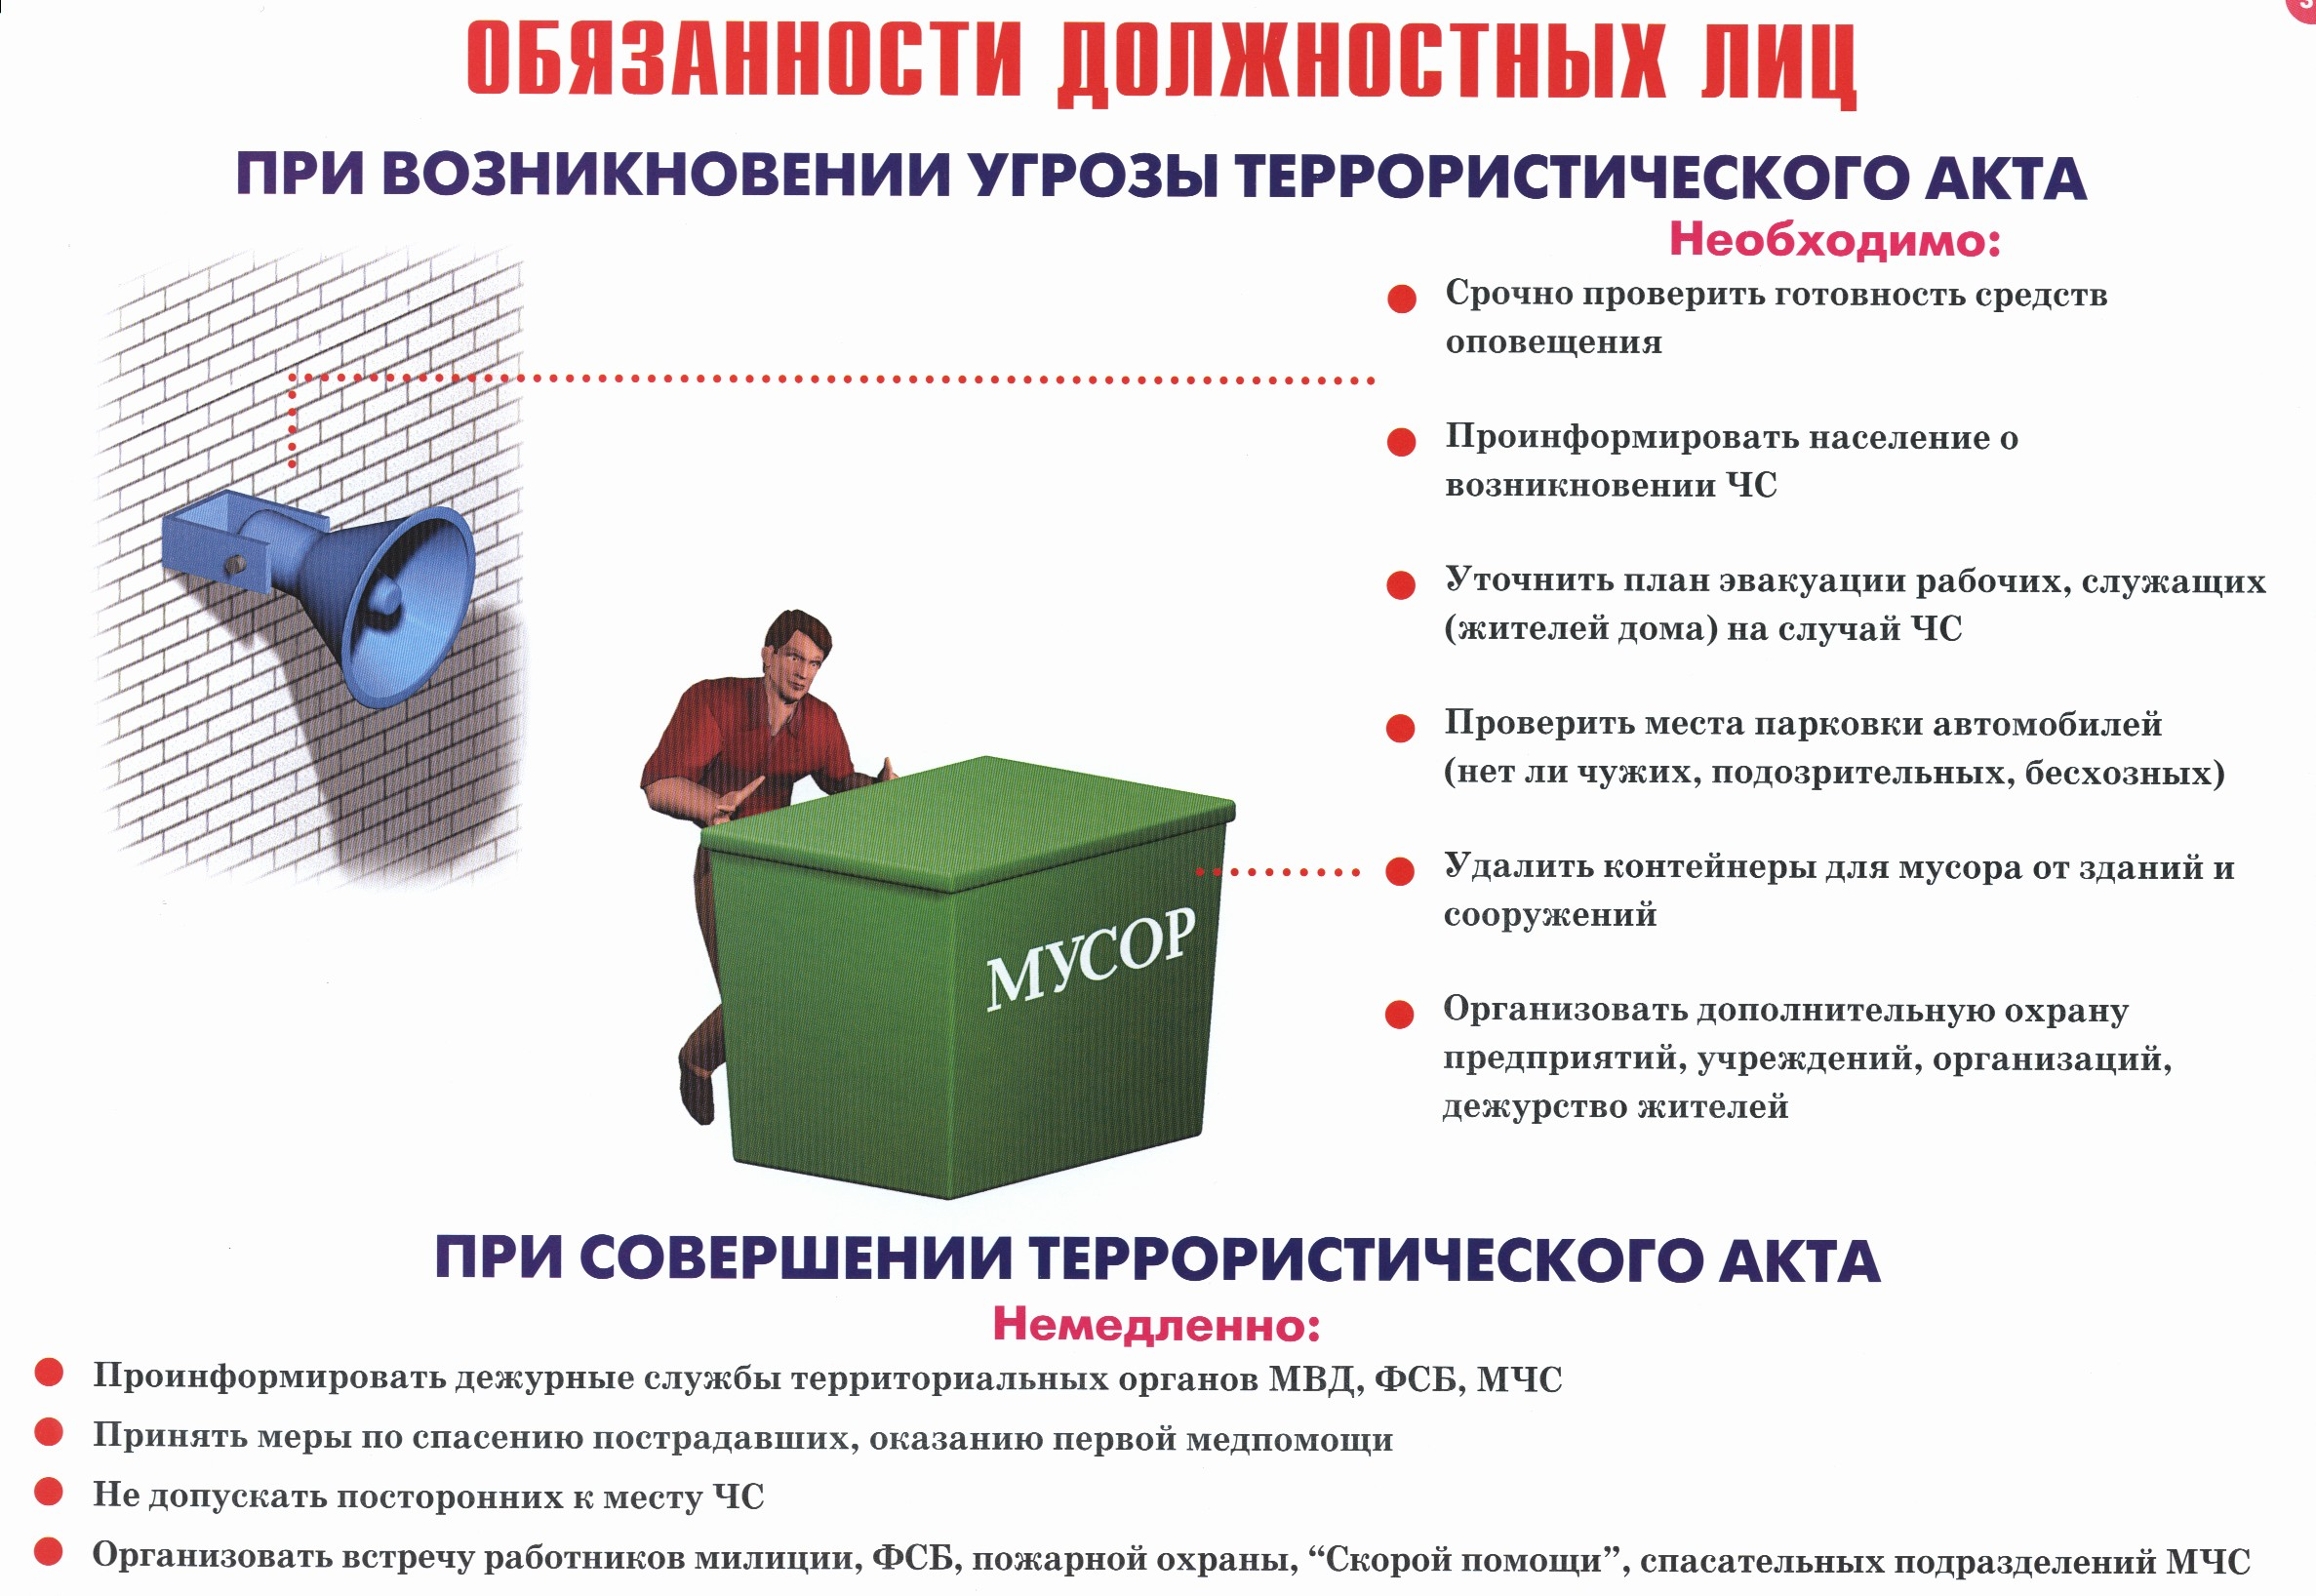 ОБЯЗАННОСТИ ДОЛЖНОСТНЫХ ЛИЦ
ПРИ ВОЗНИКНОВЕНИИ УГРОЗЫ ТЕРРОРИСТИЧЕСКОГО АКТА
Необходимо:
Срочно проверить готовность средств
оповещения
Проинформировать население о
возникновении ЧС
Уточнить план эвакуации рабочих, служащих
(жителей дома) на случай ЧС
Проверить места парковки автомобилей
(нет ли чужих, подозрительных, бесхозных)
Удалить контейнеры для мусора от зданий и
сооружений
Организовать дополнительную охрану
предприятий, учреждений, организаций,
дежурство жителей
МУСОР
ПРИ СОВЕРШЕНИИ ТЕРРОРИСТИЧЕСКОГО АКТА
Немедленно:
Проинформировать дежурные службы территориальных органов МВД, ФСБ, МЧС
Принять меры по спасению пострадавших, оказанию первой медпомощи
Не допускать посторонних к месту ЧС
Организовать встречу работников милиции, ФСБ, пожарной охраны, “Скорой помощи”, спасательных подразделений МЧС